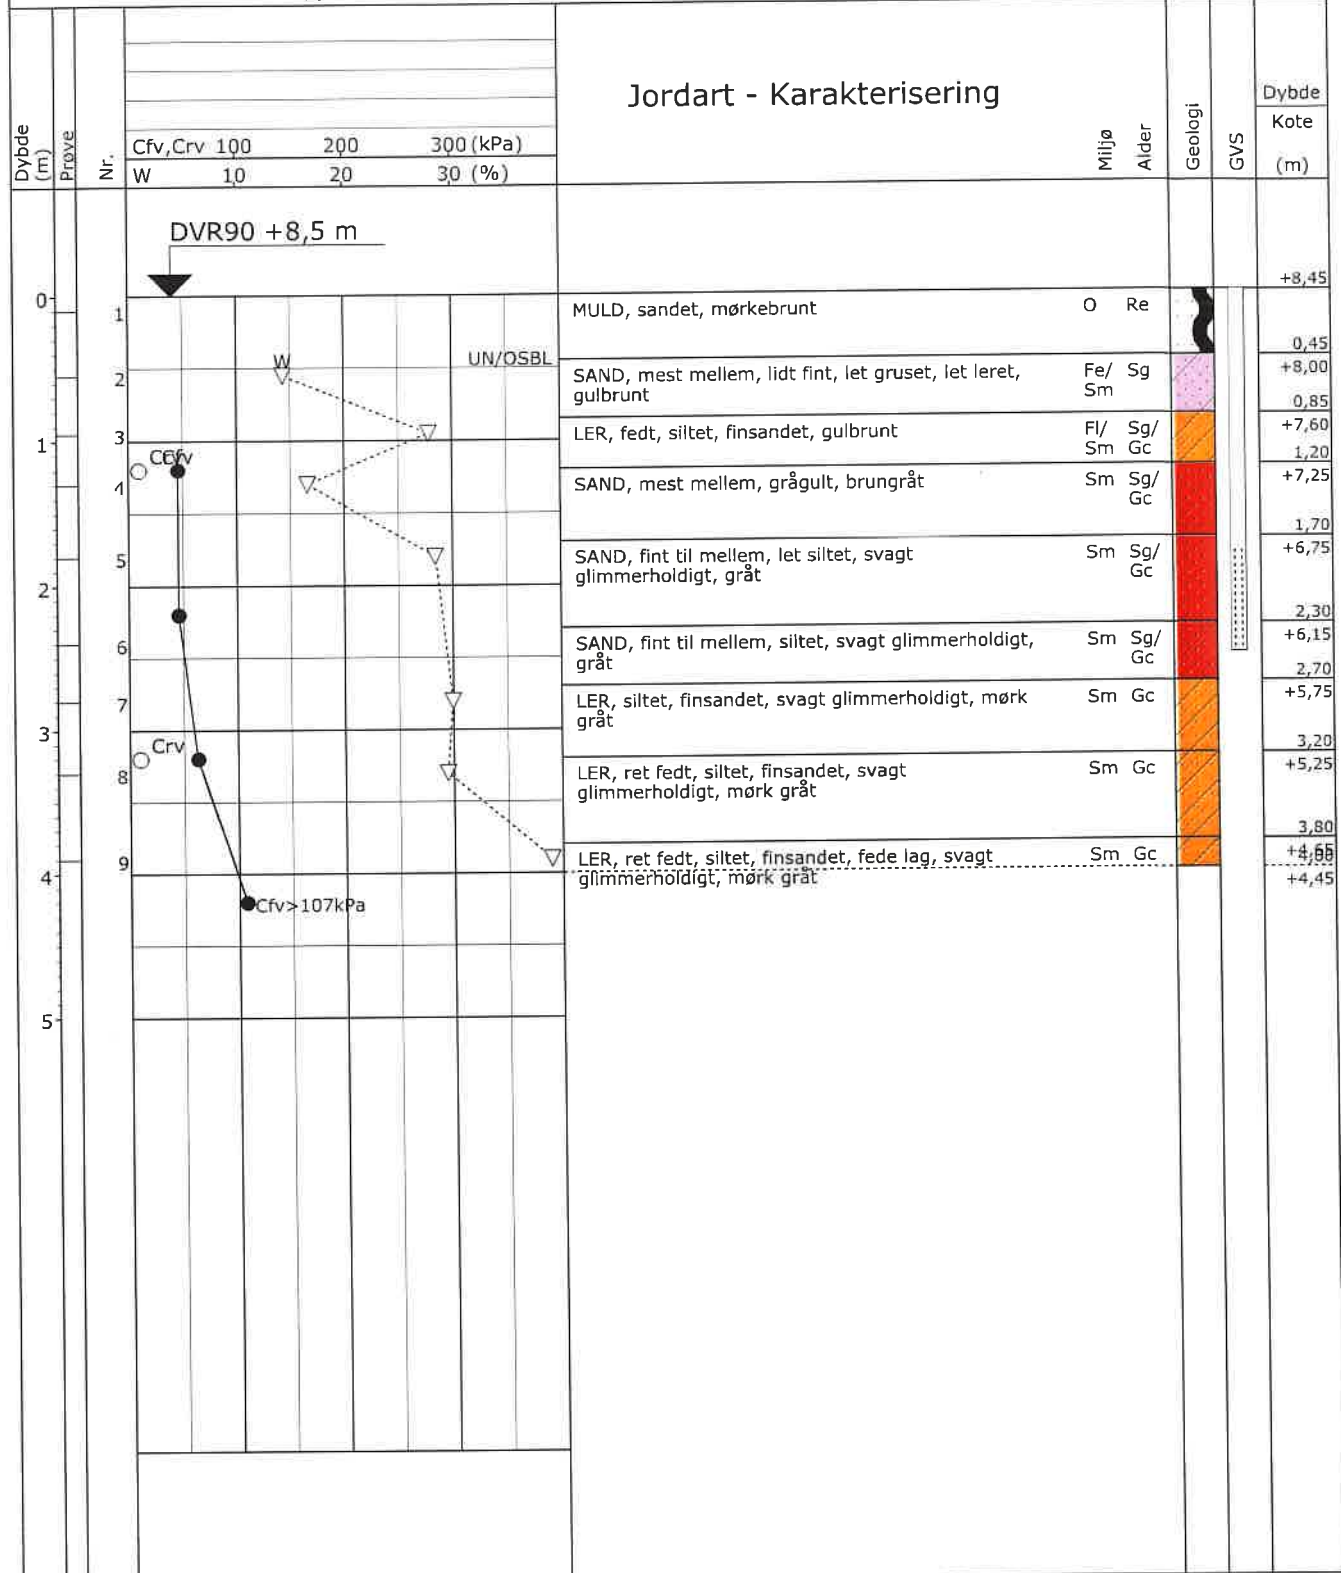 Jordart - Karakterisering
Dybde (m)
Prøve
Nr.
Cfv,Crv 100 200 300 (kPa)
W 10 20 30 (%)
Miljø
Alder
Geologi
GVS
Dybde
Kote
(m)
DVR90 +8,5 m
+8,45
0
1
MULD, sandet, mørkebrunt O Re
0,45
W
UN/OSBL
2
SAND, mest mellem, lidt fint, let gruset, let leret, Fe/ Sg
gulbrunt Sm
+8,00
0,85
1
3
LER, fedt, siltet, finsandet, gulbrunt Fl/ Sg/
Sm Gc
+7,60
1,20
Cfv
4
SAND, mest mellem, grågult, brungråt Sm Sg/
Gc
+7,25
1,70
5
SAND, fint til mellem, let siltet, svagt Sm Sg/
glimmerholdigt, gråt Gc
+6,75
2
2,30
6
SAND, fint til mellem, siltet, svagt glimmerholdigt, Sm Sg/
gråt Gc
+6,15
2,70
7
LER, siltet, finsandet, svagt glimmerholdigt, mørk Sm Gc
gråt
+5,75
3
3,20
Crv
8
LER, ret fedt, siltet, finsandet, svagt Sm Gc
glimmerholdigt, mørk gråt
+5,25
3,80
9
LER, ret fedt, siltet, finsandet, fede lag, svagt Sm Gc
glimmerholdigt, mørk gråt
+4,65
4
+4,45
Cfv>107kPa
5